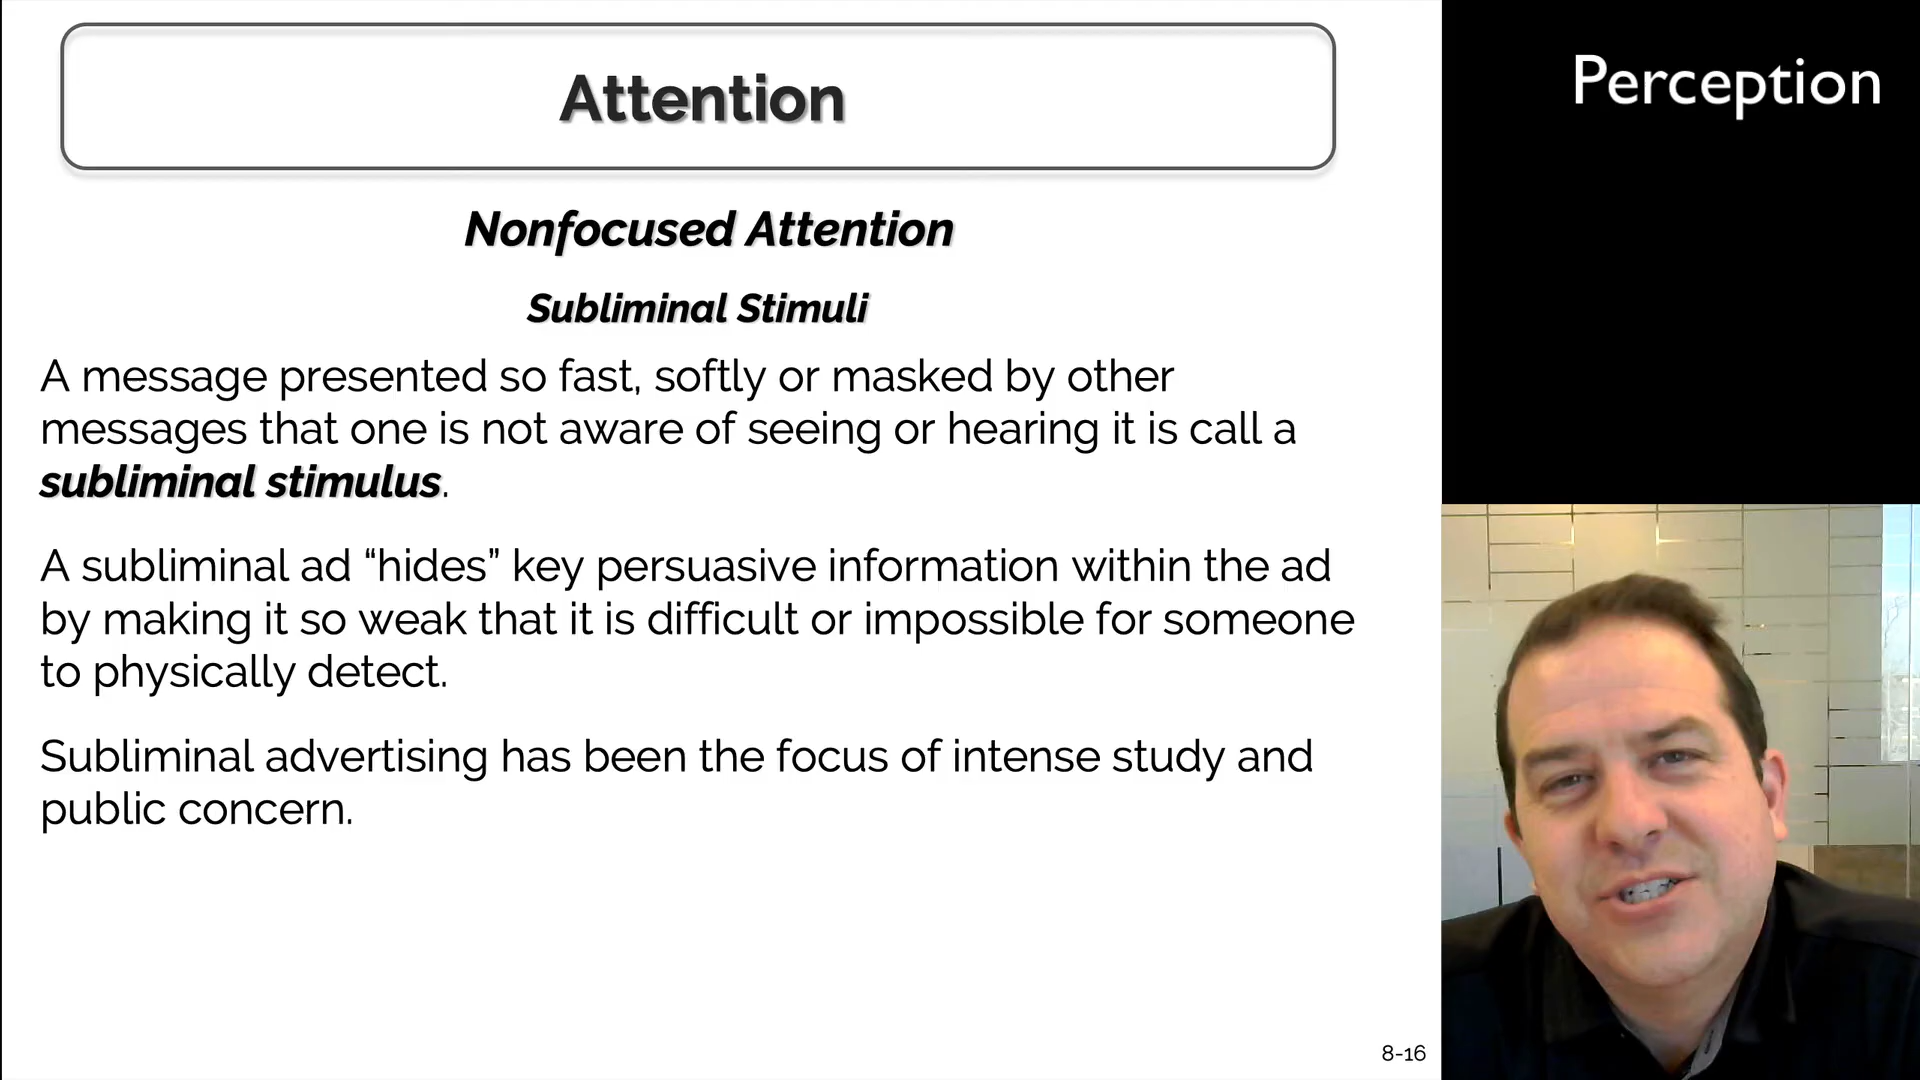 Attention
Perception
Nonfocused Attention
Subliminal Stimuli
A message presented so fast, softly or masked by other
messages that one is not aware of seeing or hearing it is call a
subliminal stimulus.
A subliminal ad “hides” key persuasive information within the ad
by making it so weak that it is difficult or impossible for someone
to physically detect.
Subliminal advertising has been the focus of intense study and
public concern.
8-16